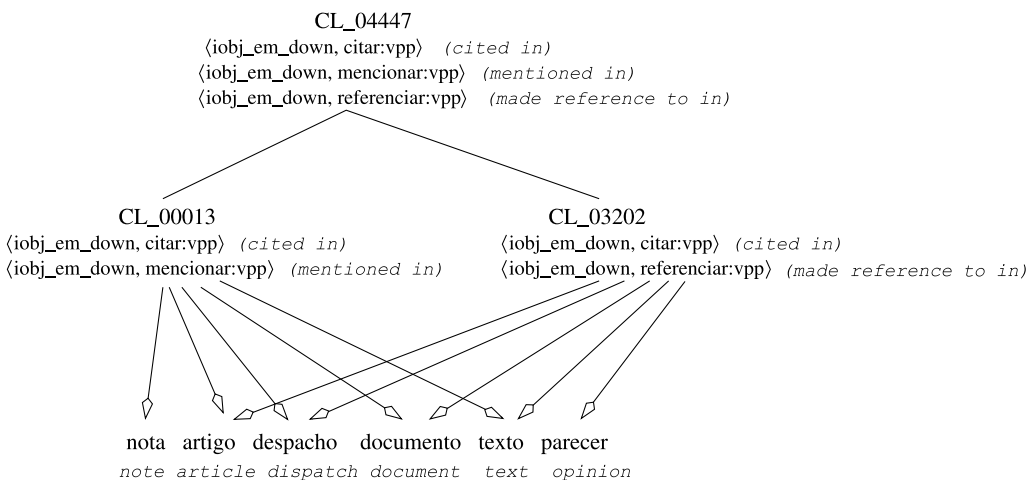 CL_04447
⟨iobj_em_down, citar:vpp⟩ (cited in)
⟨iobj_em_down, mencionar:vpp⟩ (mentioned in)
⟨iobj_em_down, referenciar:vpp⟩ (made reference to in)
CL_00013
⟨iobj_em_down, citar:vpp⟩ (cited in)
⟨iobj_em_down, mencionar:vpp⟩ (mentioned in)
CL_03202
⟨iobj_em_down, citar:vpp⟩ (cited in)
⟨iobj_em_down, referenciar:vpp⟩ (made reference to in)
nota artigo despacho documento texto parecer
note article dispatch document text opinion